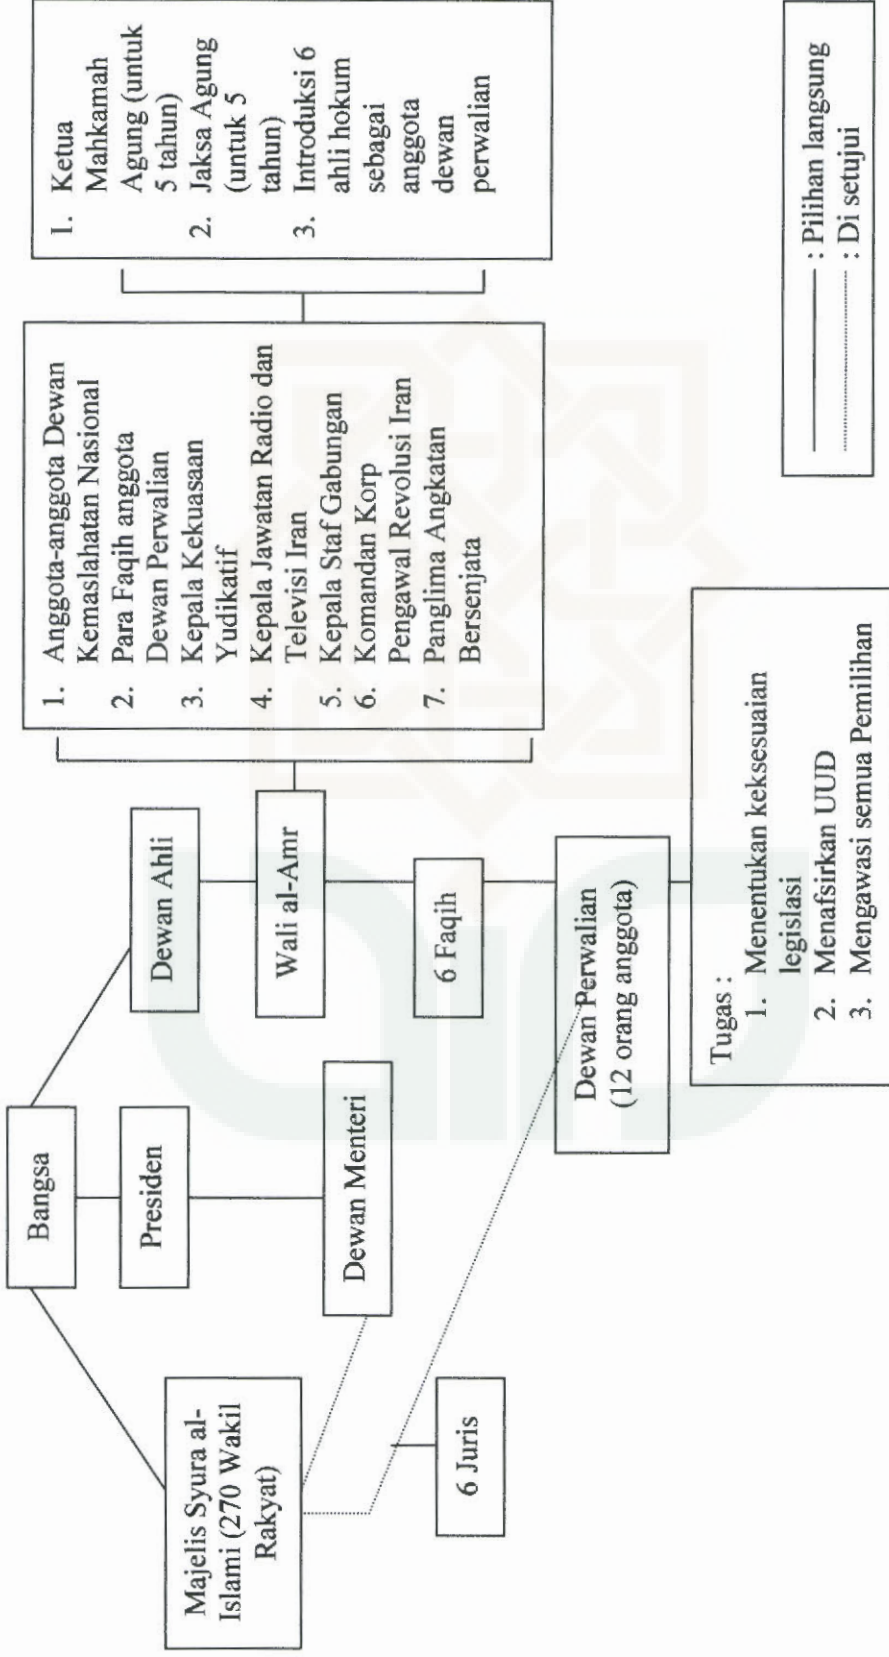 Bangsa
Presiden
Majelis Syura al-
Islami (270 Wakil
Rakyat)
Dewan Menteri
6 Juris
Dewan Ahli
Wali al-Amr
6 Faqih
Dewan Perwalian
(12 orang anggota)
Tugas :
1. Menentukan keksesuaian
legislasi
2. Menafsirkan UUD
3. Mengawasi semua Pemilihan
1. Anggota-anggota Dewan
Kemaslahatan Nasional
2. Para Faqih anggota
Dewan Perwalian
3. Kepala Kekuasaan
Yudikatif
4. Kepala Jawatan Radio dan
Televisi Iran
5. Kepala Staf Gabungan
6. Komandan Korp
Pengawal Revolusi Iran
7. Panglima Angkatan
Bersenjata
1. Ketua
Mahkamah
Agung (untuk
5 tahun)
2. Jaksa Agung
(untuk 5
tahun)
3. Introduksi 6
ahli hokum
sebagai
anggota
dewan
perwalian
: Pilihan langsung
: Di setujui